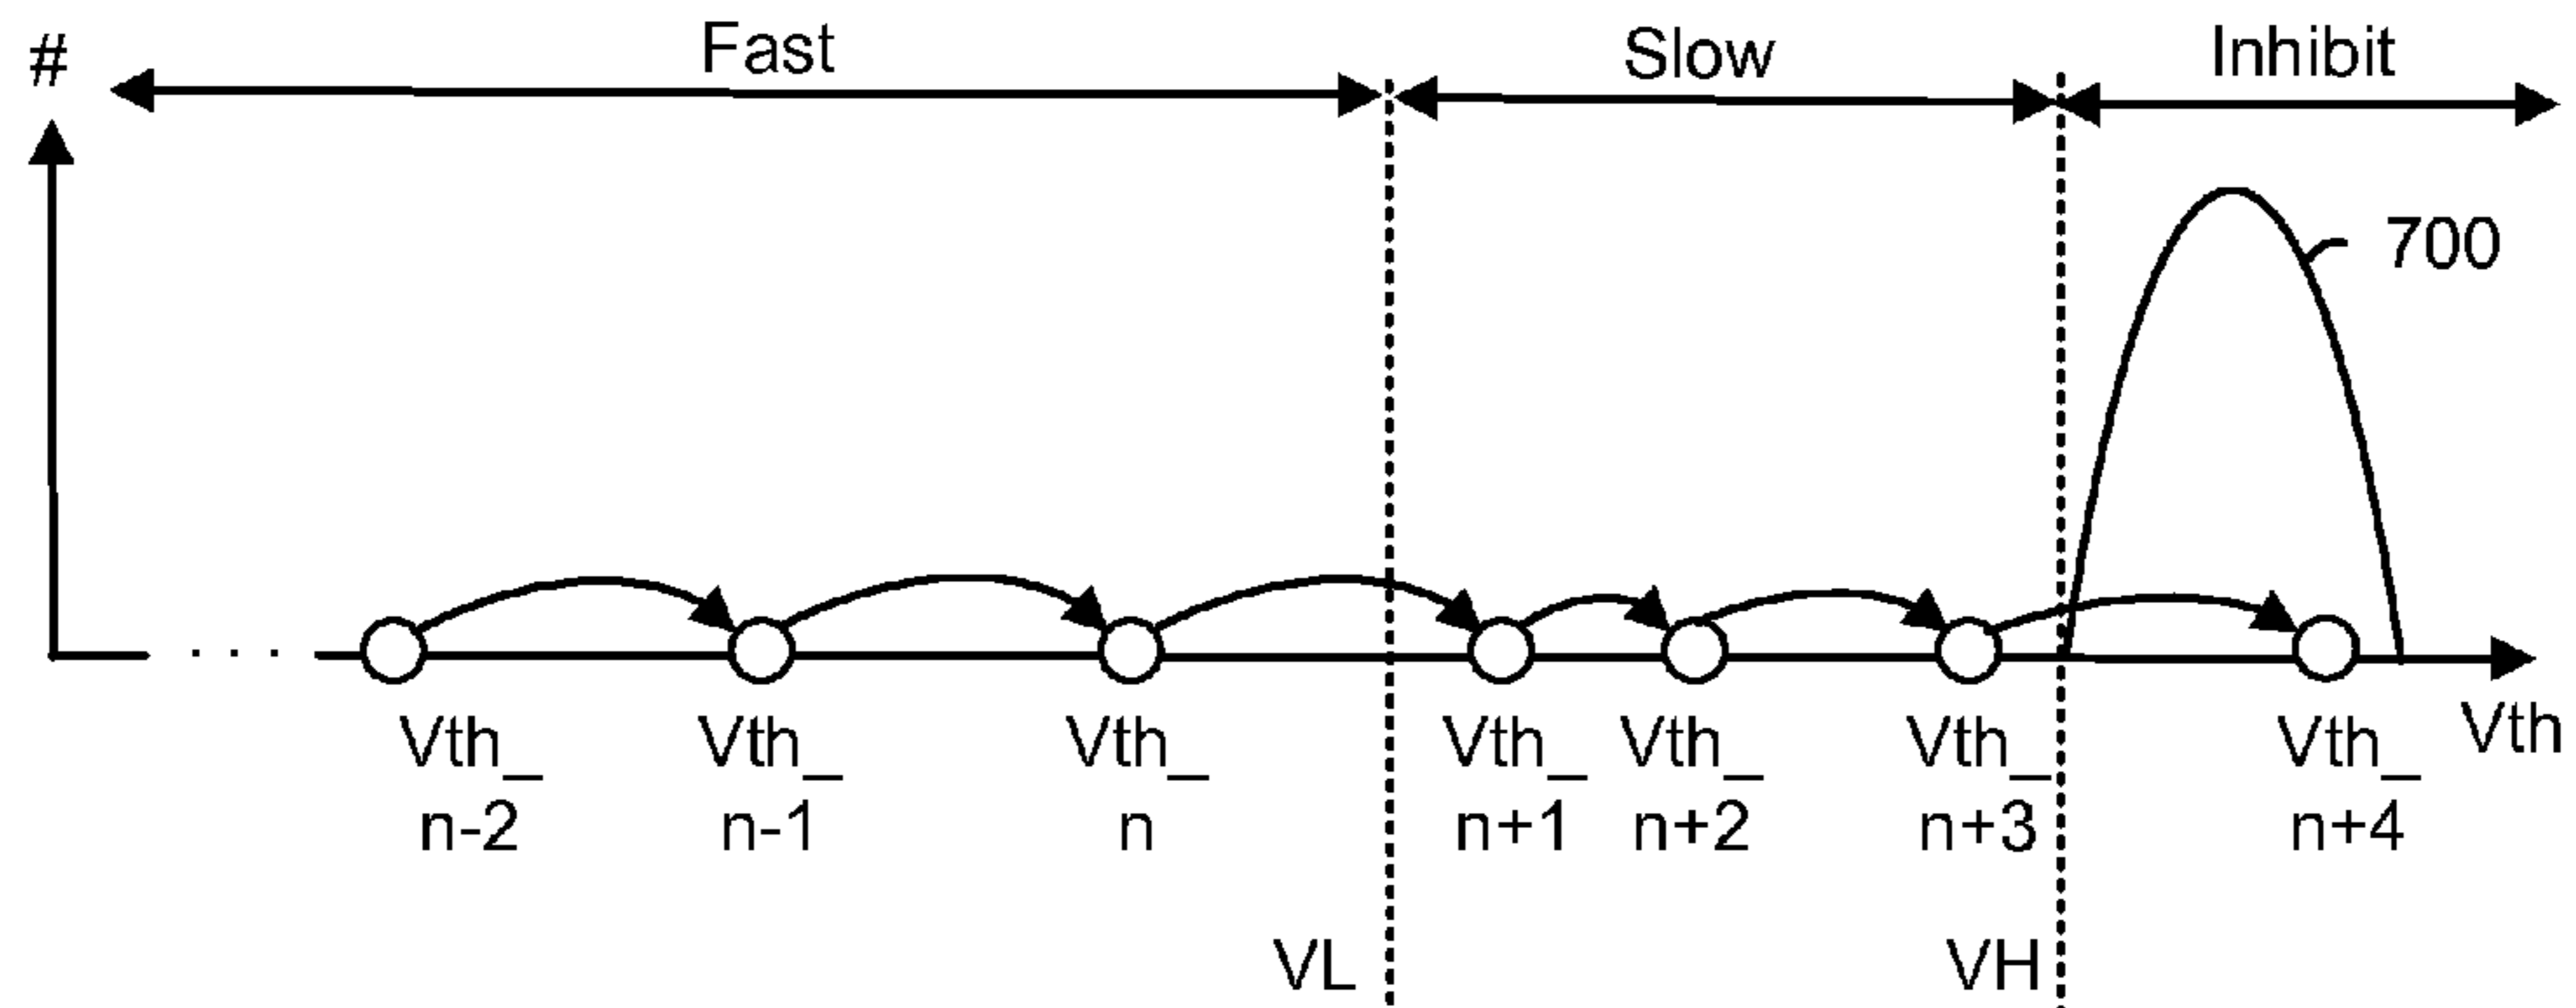 # Fast Slow Inhibit
700
Vth_ Vth_ Vth_ Vth_ Vth_ Vth_ Vth_ Vth
n-2 n-1 n n+1 n+2 n+3 n+4
VL VH